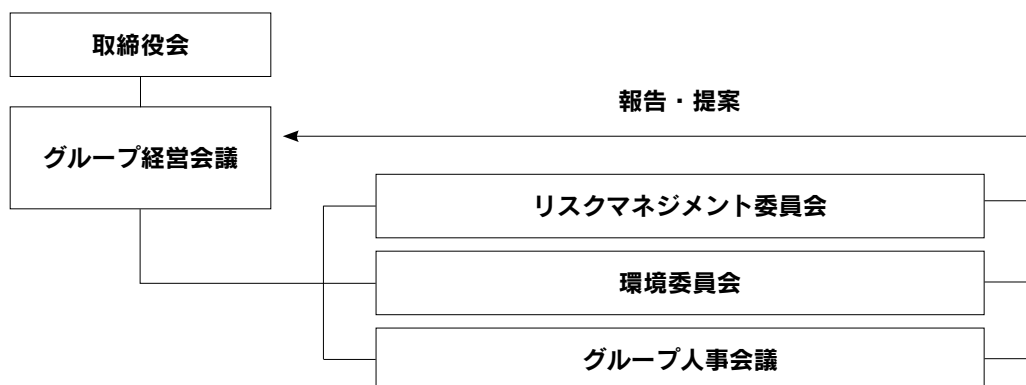 取締役会
報告・提案
グループ経営会議
リスクマネジメント委員会
環境委員会
グループ人事会議